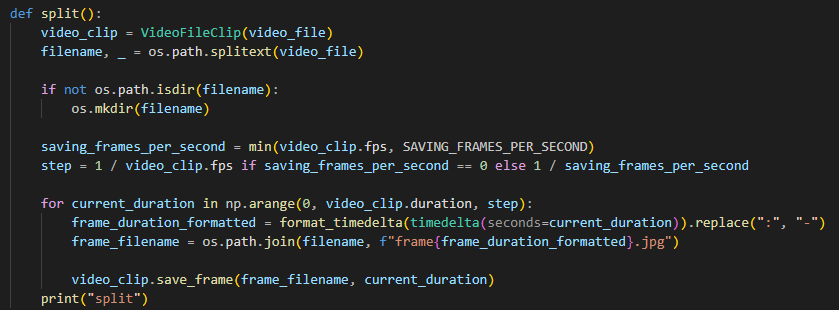 def split():
    video_clip = VideoFileClip(video_file)
    filename, _ = os.path.splitext(video_file)
    if not os.path.isdir(filename):
        os.mkdir(filename)
    saving_frames_per_second = min(video_clip.fps, SAVING_FRAMES_PER_SECOND)
    step = 1 / video_clip.fps if saving_frames_per_second == 0 else 1 / saving_frames_per_second
    for current_duration in np.arange(0, video_clip.duration, step):
        frame_duration_formatted = format_timedelta(timedelta(seconds=current_duration)).replace(":", "-")
        frame_filename = os.path.join(filename, f"frame{frame_duration_formatted}.jpg")
        video_clip.save_frame(frame_filename, current_duration)
    print("split")